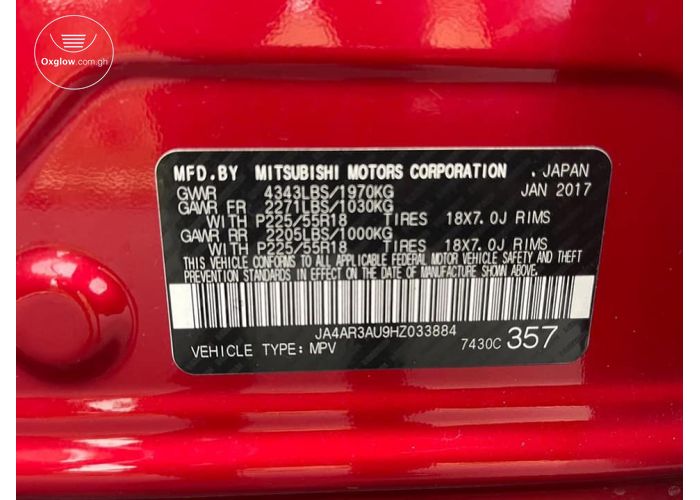 Oxglow.com.gh
MFD.BY MITSUBISHI MOTORS CORPORATION . JAPAN
GVWR 4343LBS/1970KG JAN 2017
GAWR FR 2271LBS/1030KG
WITH P225/55R18 TIRES 18X7.0J RIMS
GAWR RR 2205LBS/1000KG
WITH P225/55R18 TIRES 18X7.0J RIMS
THIS VEHICLE CONFORMS TO ALL APPLICABLE FEDERAL MOTOR VEHICLE SAFETY AND THEFT
PREVENTION STANDARDS IN EFFECT ON THE DATE OF MANUFACTURE SHOWN ABOVE.
JA4AR3AU9HZ033884
VEHICLE TYPE: MPV 7430C 357